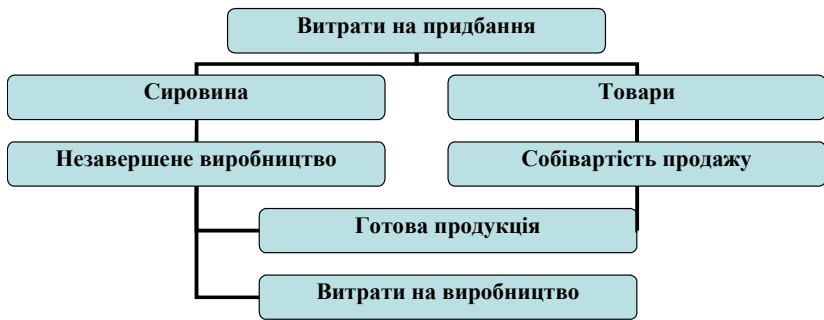 Витрати на придбання
Сировина
Товари
Незавершене виробництво
Собівартість продажу
Готова продукція
Витрати на виробництво